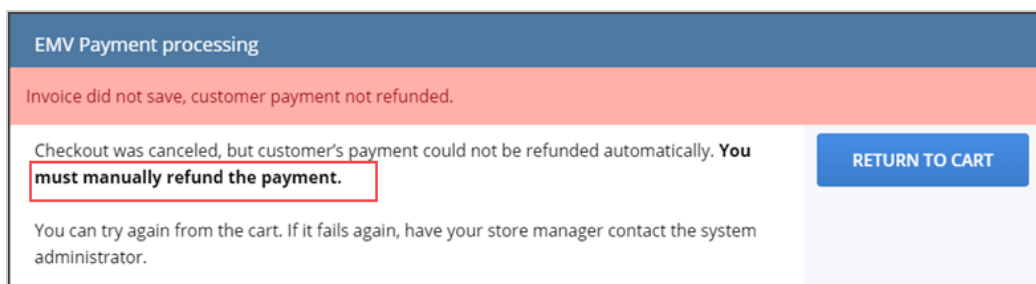 EMV Payment processing
Invoice did not save, customer payment not refunded.
Checkout was canceled, but customer's payment could not be refunded automatically. You
must manually refund the payment.
RETURN TO CART
You can try again from the cart. If it fails again, have your store manager contact the system
administrator.